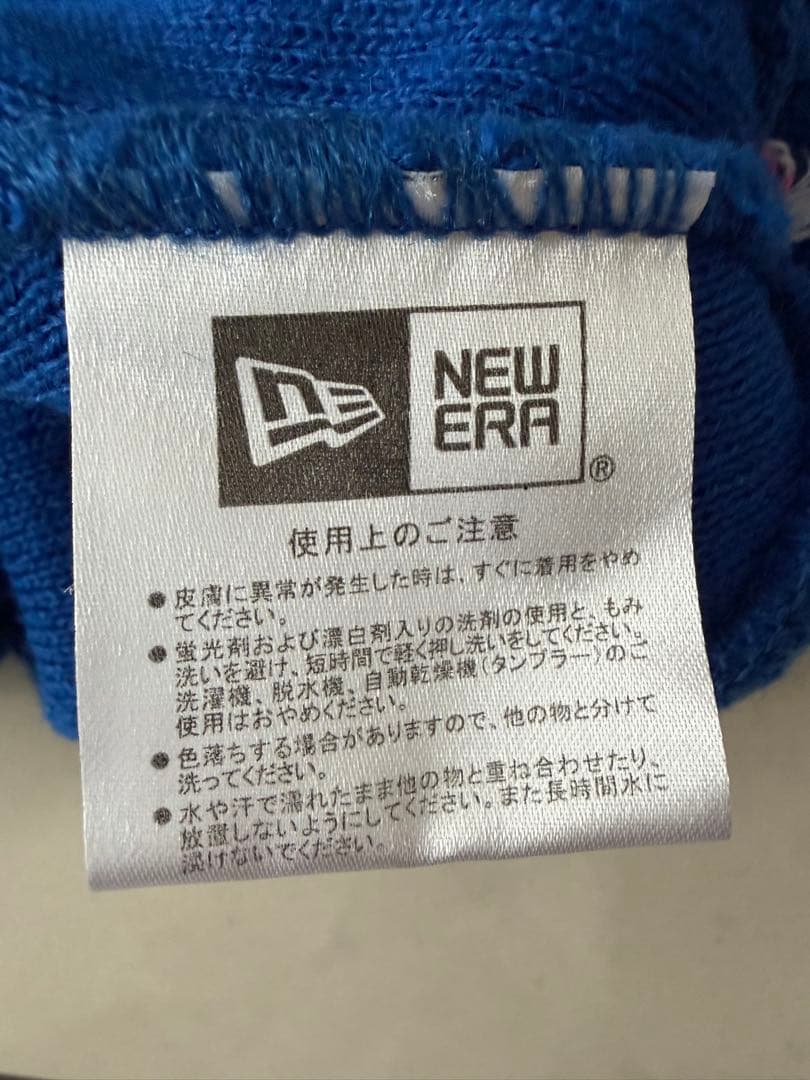 NEW
ERA
®
使用上のご注意
● 皮膚に異常が発生した時は、すぐに着用をやめ
てください。
● 蛍光剤および漂白剤入りの洗剤の使用と、もみ
洗いを避け、短時間で軽く押し洗いをしてください。
洗濯機、脱水機、自動乾燥機(タンブラー)のご
使用はおやめください。
● 色落ちする場合がありますので、他の物と分けて
洗ってください。
● 水や汗で濡れたまま他の物と重ね合わせたり、
放置しないようにしてください。また長時間水に
浸けないでください。